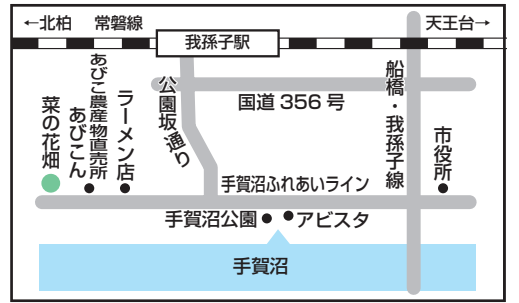 ←北柏
常磐線
天王台→
我孫子駅
船橋・我孫子線
国道 356 号
公園坂通り
市役所
ラーメン店
あびこ農産物直売所
あびこん
菜の花畑
手賀沼ふれあいライン
手賀沼公園
アビスタ
手賀沼